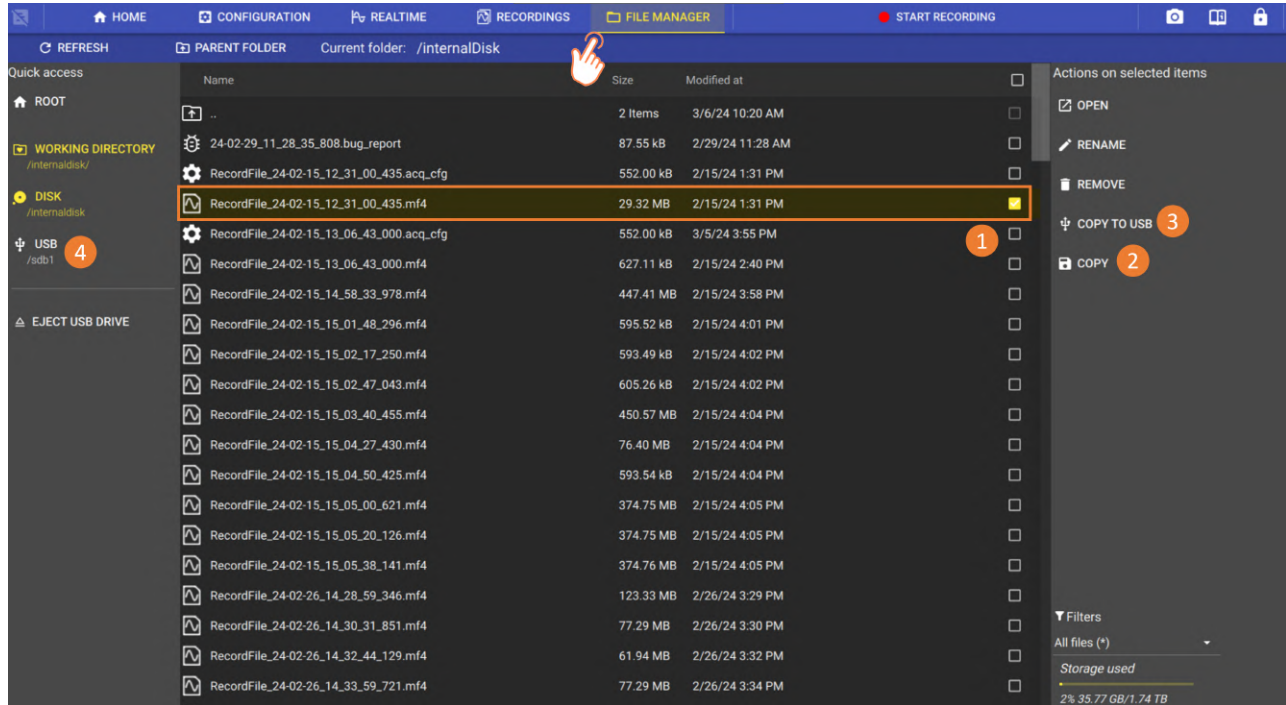 HOME CONFIGURATION REALTIME RECORDINGS FILE MANAGER START RECORDING
REFRESH PARENT FOLDER Current folder: /internalDisk
Quick access
ROOT
WORKING DIRECTORY
/internaldisk/
DISK
/internaldisk
USB
/sdb1
4
EJECT USB DRIVE
Name Size Modified at
.. 2 Items 3/6/24 10:20 AM
24-02-29_11_28_35_808.bug_report 87.55 kB 2/29/24 11:28 AM
RecordFile_24-02-15_12_31_00_435.acq_cfg 552.00 kB 2/15/24 1:31 PM
RecordFile_24-02-15_12_31_00_435.mf4 29.32 MB 2/15/24 1:31 PM
RecordFile_24-02-15_13_06_43_000.acq_cfg 552.00 kB 3/5/24 3:55 PM
1
RecordFile_24-02-15_13_06_43_000.mf4 627.11 kB 2/15/24 2:40 PM
RecordFile_24-02-15_14_58_33_978.mf4 447.41 MB 2/15/24 3:58 PM
RecordFile_24-02-15_15_01_48_296.mf4 595.52 kB 2/15/24 4:01 PM
RecordFile_24-02-15_15_02_17_250.mf4 593.49 kB 2/15/24 4:02 PM
RecordFile_24-02-15_15_02_47_043.mf4 605.26 kB 2/15/24 4:02 PM
RecordFile_24-02-15_15_03_40_455.mf4 450.57 MB 2/15/24 4:04 PM
RecordFile_24-02-15_15_04_27_430.mf4 76.40 MB 2/15/24 4:04 PM
RecordFile_24-02-15_15_04_50_425.mf4 593.54 kB 2/15/24 4:04 PM
RecordFile_24-02-15_15_05_00_621.mf4 374.75 MB 2/15/24 4:05 PM
RecordFile_24-02-15_15_05_20_126.mf4 374.75 MB 2/15/24 4:05 PM
RecordFile_24-02-15_15_05_38_141.mf4 374.76 MB 2/15/24 4:05 PM
RecordFile_24-02-26_14_28_59_346.mf4 123.33 MB 2/26/24 3:29 PM
RecordFile_24-02-26_14_30_31_851.mf4 77.29 MB 2/26/24 3:30 PM
RecordFile_24-02-26_14_32_44_129.mf4 61.94 MB 2/26/24 3:32 PM
RecordFile_24-02-26_14_33_59_721.mf4 77.29 MB 2/26/24 3:34 PM
Actions on selected items
OPEN
RENAME
REMOVE
COPY TO USB 3
COPY 2
Filters
All files (*)
Storage used
2% 35.77 GB/1.74 TB